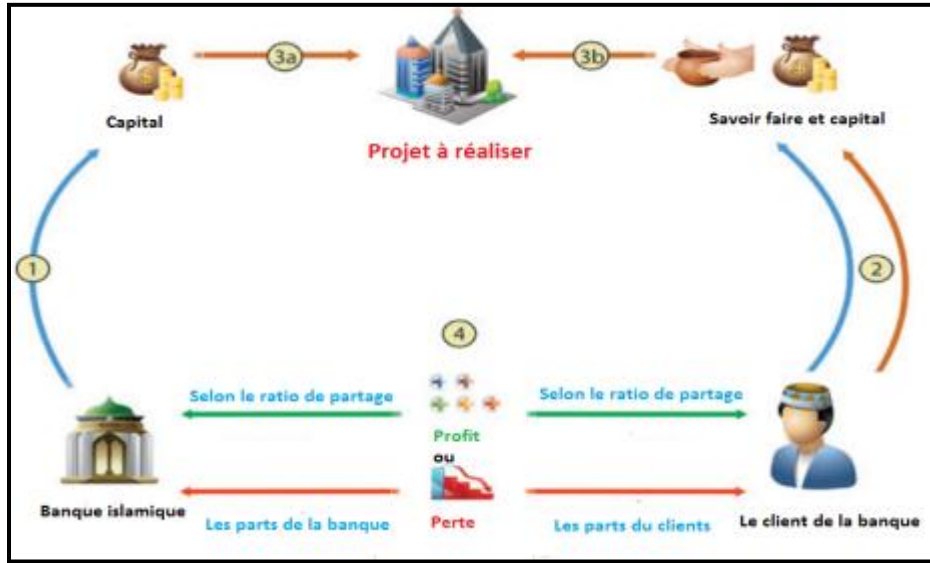 3a
3b
$
$
Capital
Savoir faire et capital
Projet à réaliser
1
2
4
Selon le ratio de partage
Selon le ratio de partage
Profit
ou
Banque islamique
Perte
Le client de la banque
Les parts de la banque
Les parts du clients